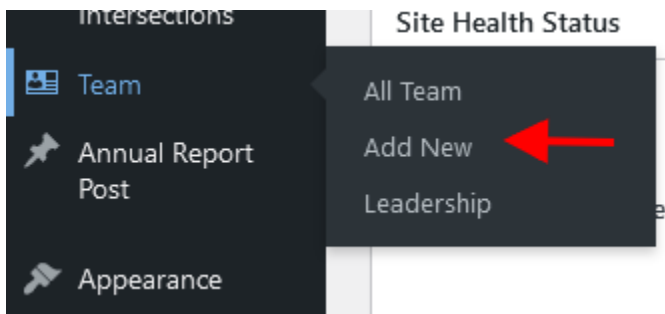 Intersections
Site Health Status
Team
All Team
Add New
Annual Report
Post
Leadership
Appearance